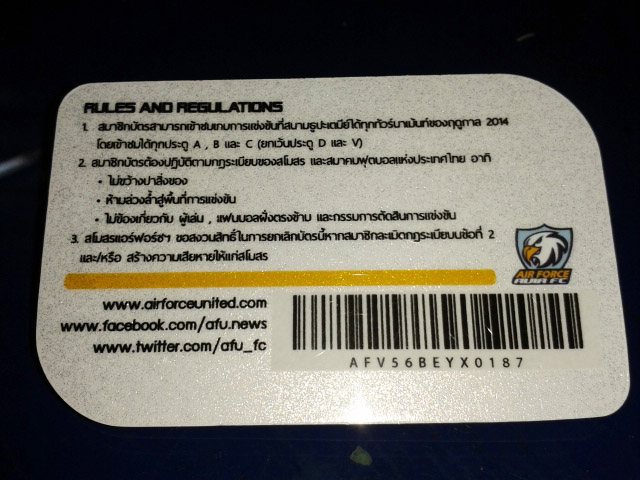 RULES AND REGULATIONS
1. สมาชิกบัตรสามารถเข้าชมเกมการแข่งขันที่สนามธูปะเตมีย์ได้ทุกทัวร์นาเม้นท์ของฤดูกาล 2014
โดยเข้าชมได้ทุกประตู A , B และ C (ยกเว้นประตู D และ V)
2. สมาชิกบัตรต้องปฏิบัติตามกฎระเบียบของสโมสร และสมาคมฟุตบอลแห่งประเทศไทย อาทิ
• ไม่ขว้างปาสิ่งของ
• ห้ามล่วงล้ำสู่พื้นที่การแข่งขัน
• ไม่ข้องเกี่ยวกับ ผู้เล่น , แฟนบอลฝั่งตรงข้าม และกรรมการตัดสินการแข่งขัน
3. สโมสรแอร์ฟอร์ซฯ ขอสงวนสิทธิ์ในการยกเลิกบัตรนี้หากสมาชิกละเมิดกฎระเบียบบนข้อที่ 2
และ/หรือ สร้างความเสียหายให้แก่สโมสร
AIR FORCE
AVIA FC
www.airforceunited.com
www.facebook.com/afu.news
www.twitter.com/afu_fc
AFV56BEYX0187